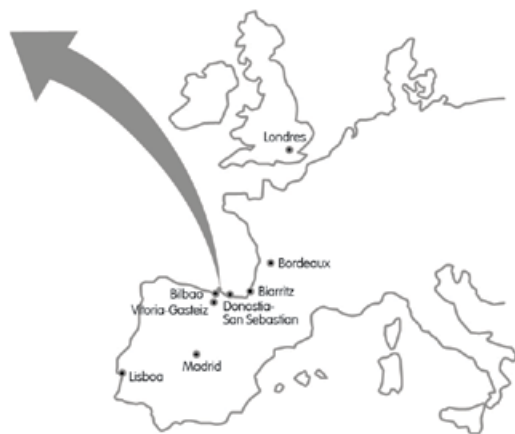 Londres
Bordeaux
Bilbao
Biarritz
Vitoria-Gasteiz
Donostia-
San Sebastian
Madrid
Lisboa